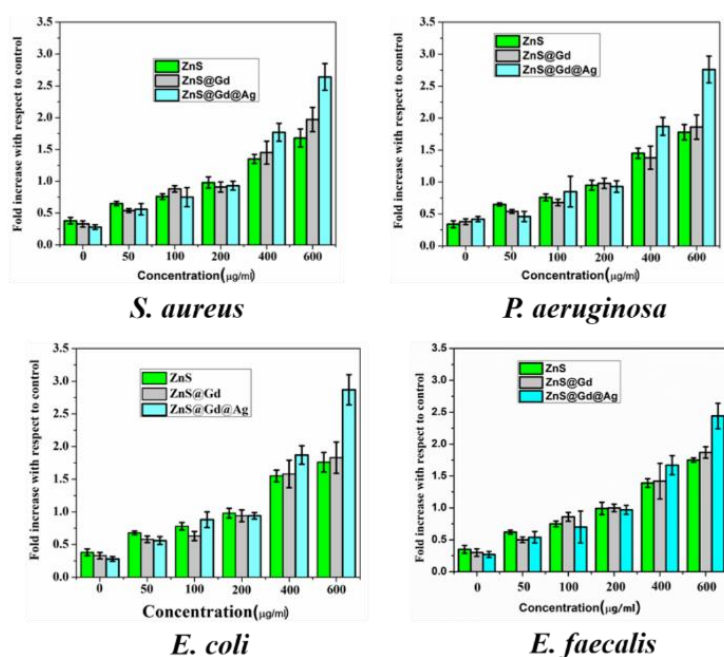 3.5
3.0
2.5
2.0
1.5
1.0
0.5
0.0
Fold increase with respect to control
ZnS
ZnS@Gd
ZnS@Gd@Ag
0 50 100 200 400 600
Concentration(µg/ml)
S. aureus
3.5
3.0
2.5
2.0
1.5
1.0
0.5
0.0
Fold increase with respect to control
ZnS
ZnS@Gd
ZnS@Gd@Ag
0 50 100 200 400 600
Concentration(µg/ml)
P. aeruginosa
3.5
3.0
2.5
2.0
1.5
1.0
0.5
0.0
Fold increase with respect to control
ZnS
ZnS@Gd
ZnS@Gd@Ag
0 50 100 200 400 600
Concentration(µg/ml)
E. coli
3.5
3.0
2.5
2.0
1.5
1.0
0.5
0.0
Fold increase with respect to control
ZnS
ZnS@Gd
ZnS@Gd@Ag
0 50 100 200 400 600
Concentration(µg/ml)
E. faecalis